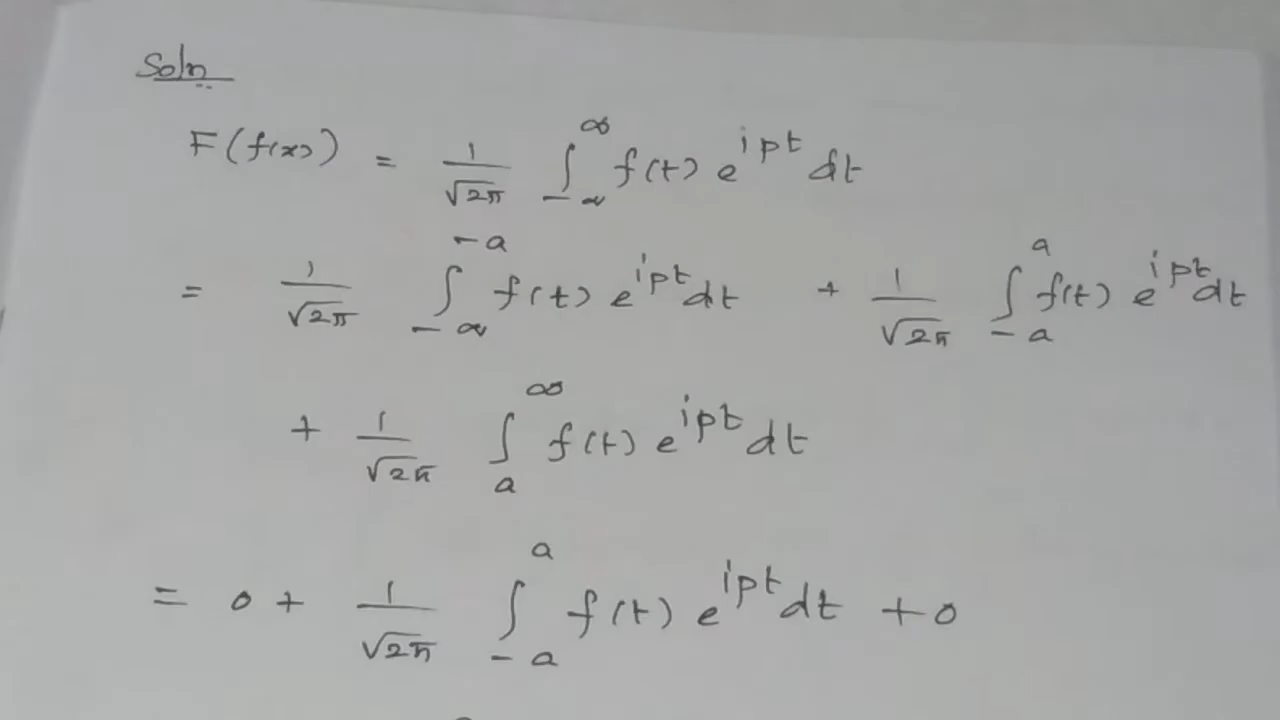 Soln
F(f(x)) = 1/√2π ∫_{-∞}^{∞} f(t) e^{ipt} dt
= 1/√2π ∫_{-∞}^{-a} f(t) e^{ipt} dt + 1/√2π ∫_{-a}^{a} f(t) e^{ipt} dt
+ 1/√2π ∫_{a}^{∞} f(t) e^{ipt} dt
= 0 + 1/√2π ∫_{-a}^{a} f(t) e^{ipt} dt + 0